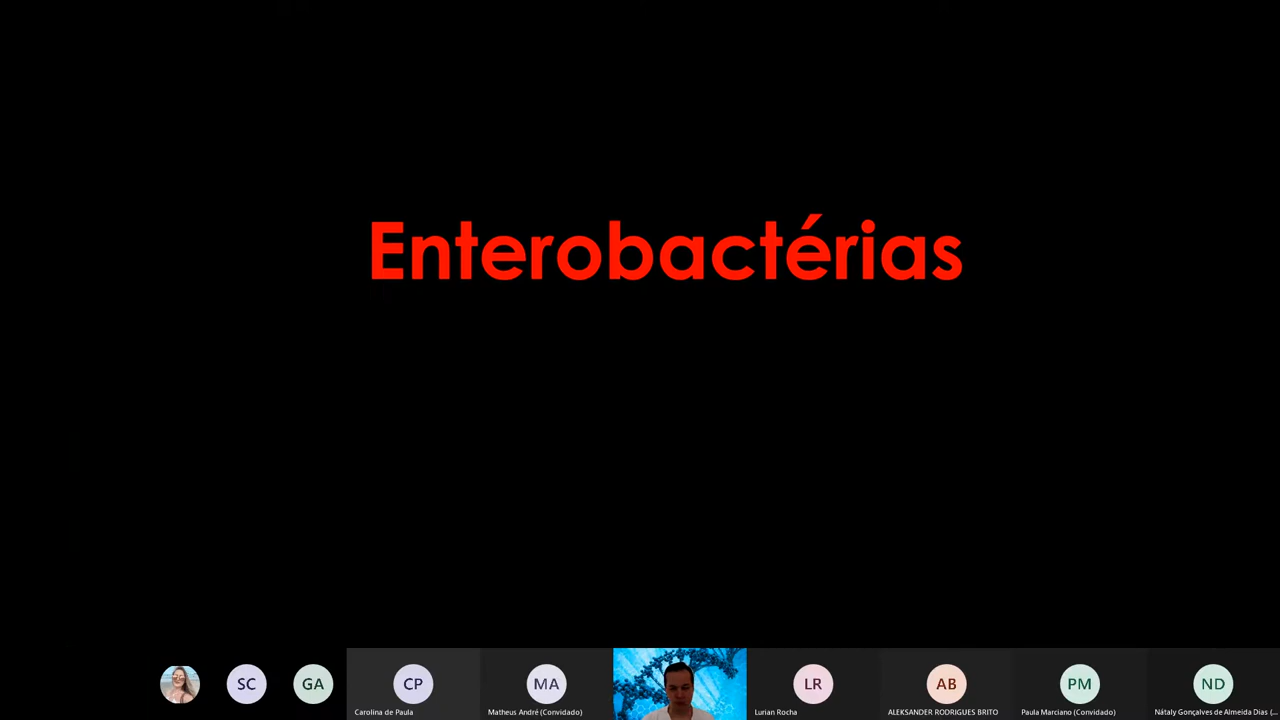 Enterobactérias
SC
GA
CP
MA
LR
AB
PM
ND
Carolina de Paula
Matheus André (Convidado)
Lurian Rocha
ALEKSANDER RODRIGUES BRITO
Paula Marciano (Convidado)
Nátaly Gonçalves de Almeida Dias (...